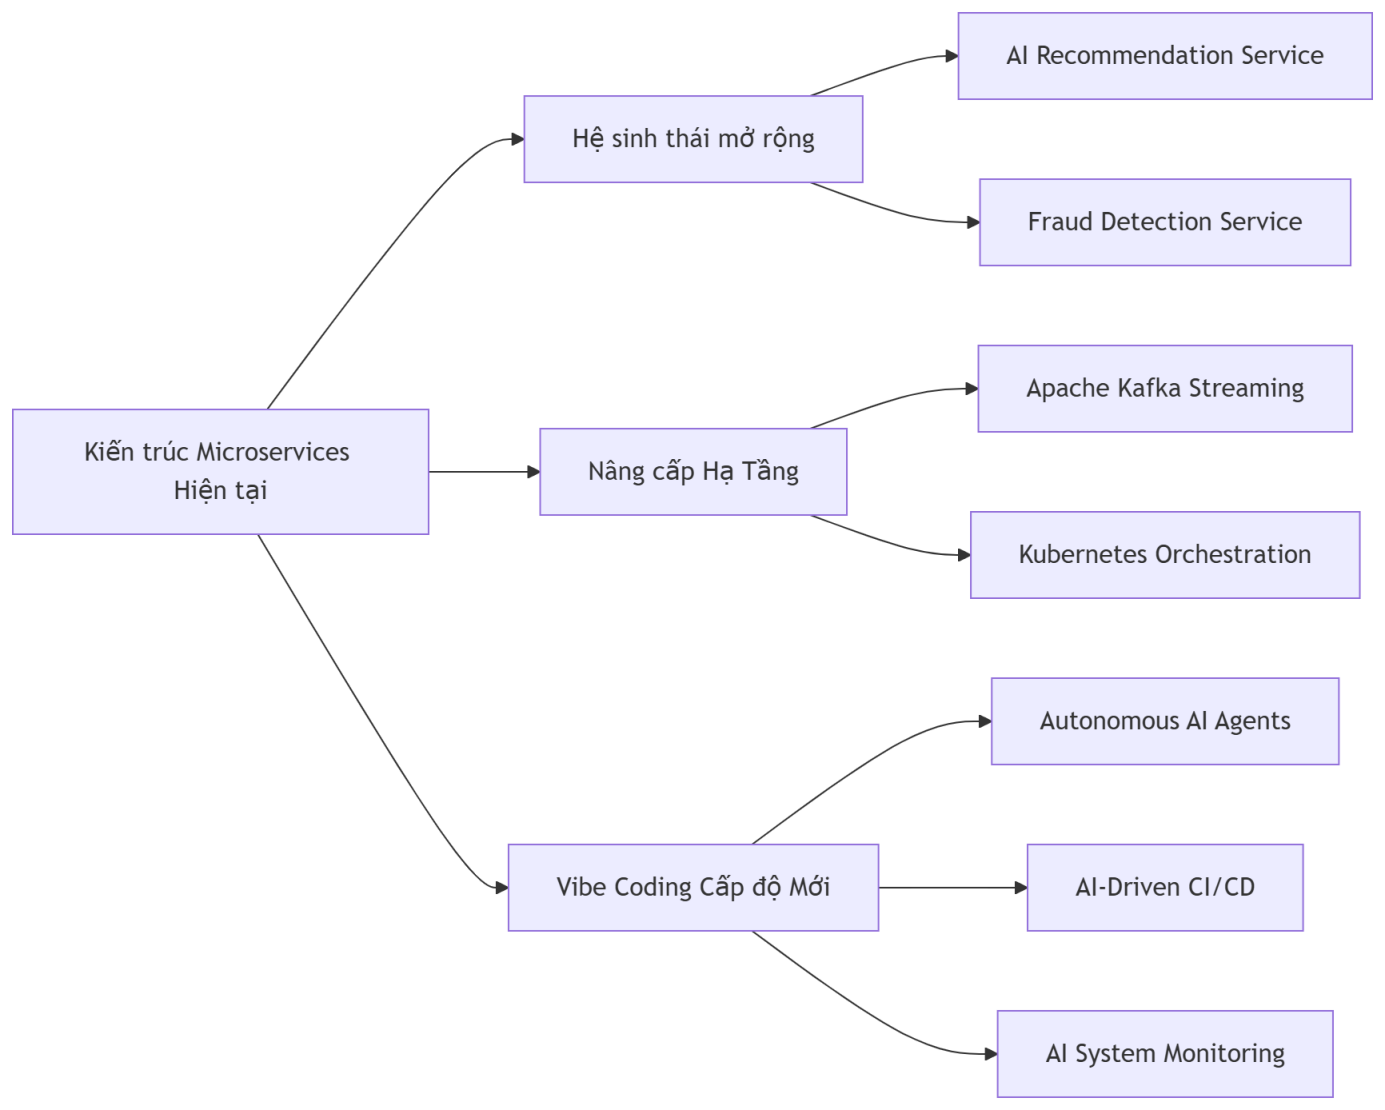 Kiến trúc Microservices
Hiện tại
Hệ sinh thái mở rộng
AI Recommendation Service
Fraud Detection Service
Nâng cấp Hạ Tầng
Apache Kafka Streaming
Kubernetes Orchestration
Vibe Coding Cấp độ Mới
Autonomous AI Agents
AI-Driven CI/CD
AI System Monitoring